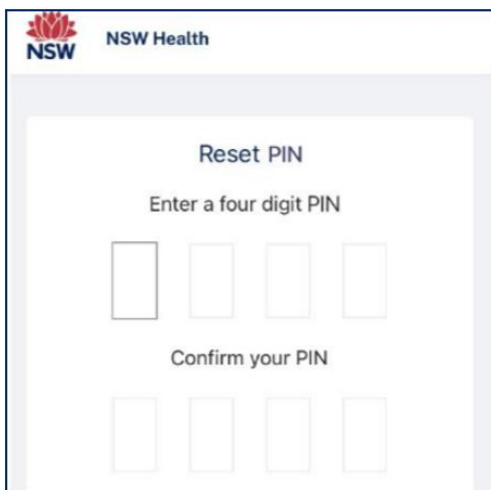 NSW
NSW Health
Reset PIN
Enter a four digit PIN
Confirm your PIN